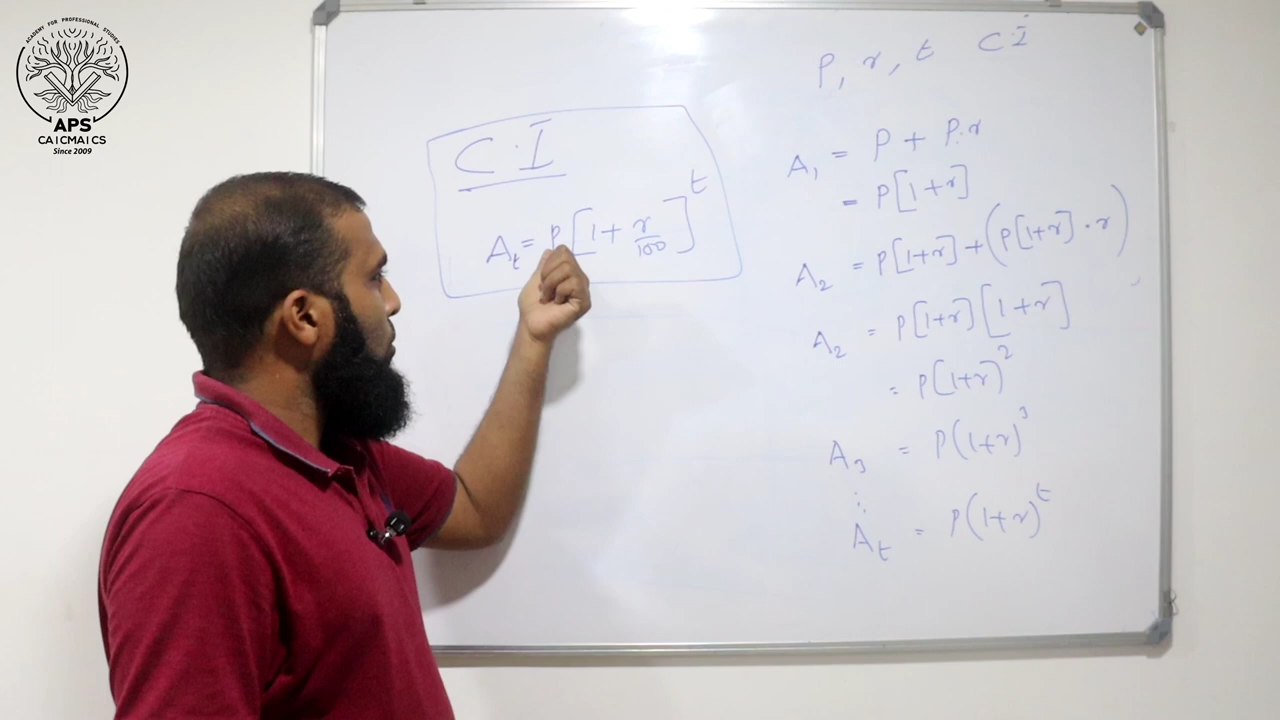 ACADEMY FOR PROFESSIONAL STUDIES
APS
CA|CMA|CS
Since 2009
C.I
A_t = P[1+r/100]^t
P, r, t C.I
A_1 = P + P.r
= P[1+r]
A_2 = P[1+r]+(P[1+r].r)
A_2 = P[1+r][1+r]
= P[1+r)^2
A_3 = P(1+r)^3
⋮
A_t = P(1+r)^t